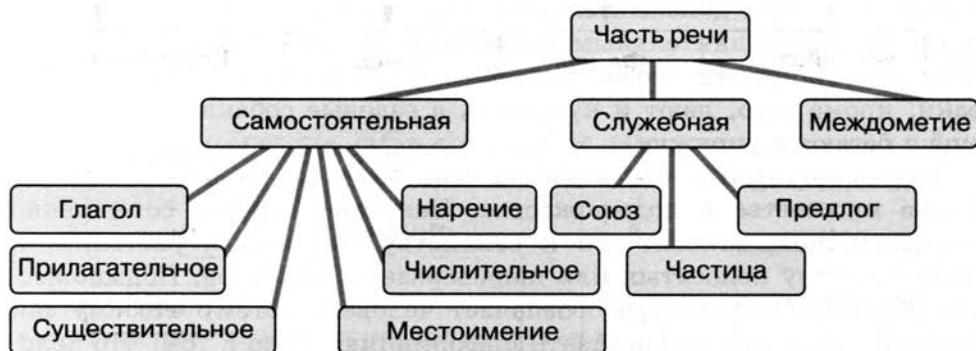 Часть речи
Самостоятельная
Служебная
Междометие
Глагол
Наречие
Союз
Предлог
Прилагательное
Числительное
Частица
Существительное
Местоимение